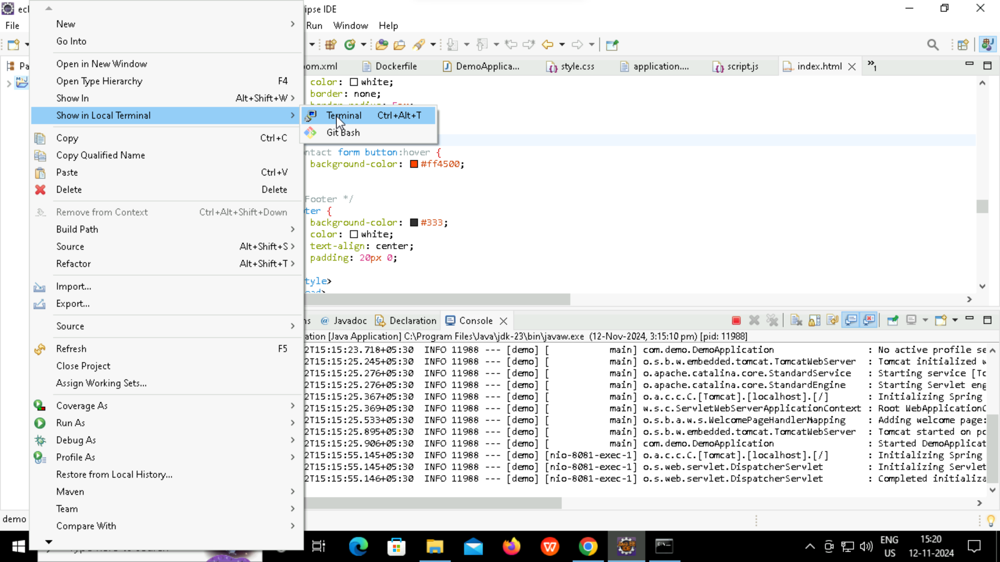 ecl
ipse IDE
File
Run Window Help
Pa
om.xml Dockerfile DemoApplica... style.css application.... script.js index.html »1
New
Go Into
Open in New Window
Open Type Hierarchy F4
Show In Alt+Shift+W
Show in Local Terminal
Copy Ctrl+C
Copy Qualified Name
Paste Ctrl+V
Delete Delete
Remove from Context Ctrl+Alt+Shift+Down
Build Path
Source Alt+Shift+S
Refactor Alt+Shift+T
Import...
Export...
Source
Refresh F5
Close Project
Assign Working Sets...
Coverage As
Run As
Debug As
Profile As
Restore from Local History...
Maven
Team
Compare With
Terminal Ctrl+Alt+T
Git Bash
color: white;
border: none;
ntact form button:hover {
background-color: #ff4500;
Footer */
ter {
background-color: #333;
color: white;
text-align: center;
padding: 20px 0;
tyle>
ns @ Javadoc Declaration Console
ation [Java Application] C:\Program Files\Java\jdk-23\bin\javaw.exe (12-Nov-2024, 3:15:10 pm) [pid: 11988]
2T15:15:23.718+05:30 INFO 11988 --- [demo] [ main] com.demo.DemoApplication : No active profile se
2T15:15:25.245+05:30 INFO 11988 --- [demo] [ main] o.s.b.w.embedded.tomcat.TomcatWebServer : Tomcat initialized w
2T15:15:25.276+05:30 INFO 11988 --- [demo] [ main] o.apache.catalina.core.StandardService : Starting service [Tc
2T15:15:25.276+05:30 INFO 11988 --- [demo] [ main] o.apache.catalina.core.StandardEngine : Starting Servlet eng
2T15:15:25.367+05:30 INFO 11988 --- [demo] [ main] o.a.c.c.C.[Tomcat].[localhost].[/] : Initializing Spring
2T15:15:25.369+05:30 INFO 11988 --- [demo] [ main] w.s.c.ServletWebServerApplicationContext : Root WebApplicationC
2T15:15:25.533+05:30 INFO 11988 --- [demo] [ main] o.s.b.a.w.s.WelcomePageHandlerMapping : Adding welcome page:
2T15:15:25.895+05:30 INFO 11988 --- [demo] [ main] o.s.b.w.embedded.tomcat.TomcatWebServer : Tomcat started on po
2T15:15:25.906+05:30 INFO 11988 --- [demo] [ main] com.demo.DemoApplication : Started DemoApplicat
2T15:15:55.145+05:30 INFO 11988 --- [demo] [nio-8081-exec-1] o.a.c.c.C.[Tomcat].[localhost].[/] : Initializing Spring
2T15:15:55.145+05:30 INFO 11988 --- [demo] [nio-8081-exec-1] o.s.web.servlet.DispatcherServlet : Initializing Servlet
2T15:15:55.146+05:30 INFO 11988 --- [demo] [nio-8081-exec-1] o.s.web.servlet.DispatcherServlet : Completed initializa
demo
ENG
US
15:20
12-11-2024